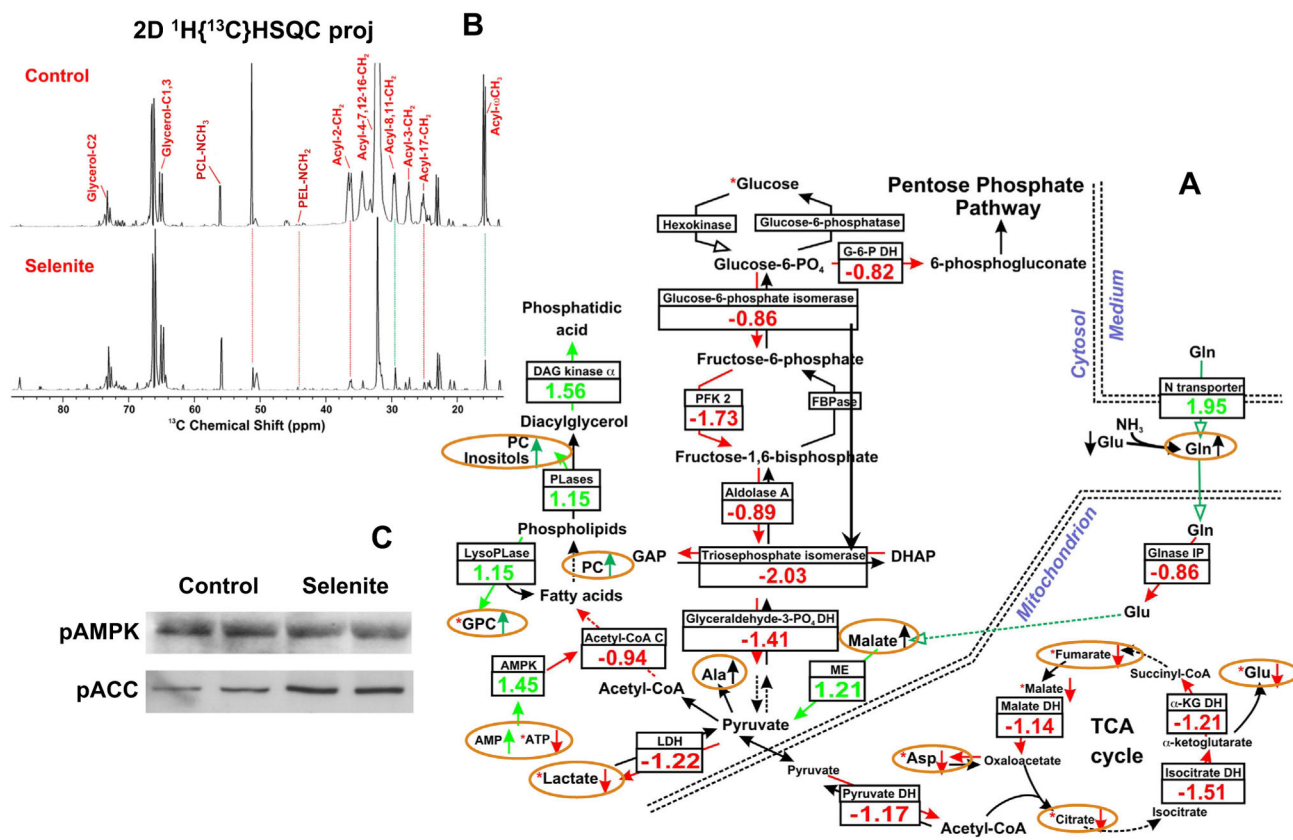 2D ¹H{¹³C}HSQC proj
B
Control
Glycerol-C2
Glycerol-C1,3
PCL-NCH₃
PEL-NCH₂
Acyl-2-CH₂
Acyl-4-7,12-16-CH₂
Acyl-8,11-CH₂
Acyl-3-CH₂
Acyl-17-CH₂
Acyl-ωCH₃
Selenite
80 70 60 50 40 30 20
¹³C Chemical Shift (ppm)
A
*Glucose
Hexokinase
Glucose-6-phosphatase
Pentose Phosphate
Pathway
Glucose-6-PO₄
G-6-P DH
-0.82
6-phosphogluconate
Glucose-6-phosphate isomerase
-0.86
Fructose-6-phosphate
PFK 2
-1.73
FBPase
Fructose-1,6-bisphosphate
Aldolase A
-0.89
GAP
Triosephosphate isomerase
-2.03
DHAP
Glyceraldehyde-3-PO₄ DH
-1.41
Phosphatidic
acid
DAG kinase α
1.56
Diacylglycerol
PC
Inositols
PLases
1.15
Phospholipids
LysoPLase
1.15
PC
Fatty acids
*GPC
Acetyl-CoA C
-0.94
AMPK
1.45
Acetyl-CoA
AMP *ATP
Ala
Malate
ME
1.21
Pyruvate
LDH
-1.22
*Lactate
Cytosol
Medium
Gln
N transporter
1.95
NH₃
Glu
Gln
Mitochondrion
Gln
Glnase IP
-0.86
Glu
*Fumarate
Succinyl-CoA
*Glu
*Malate
Malate DH
-1.14
TCA
cycle
α-KG DH
-1.21
α-ketoglutarate
*Asp
Oxaloacetate
Isocitrate DH
-1.51
Isocitrate
*Citrate
Pyruvate
Pyruvate DH
-1.17
Acetyl-CoA
C
Control Selenite
pAMPK
pACC